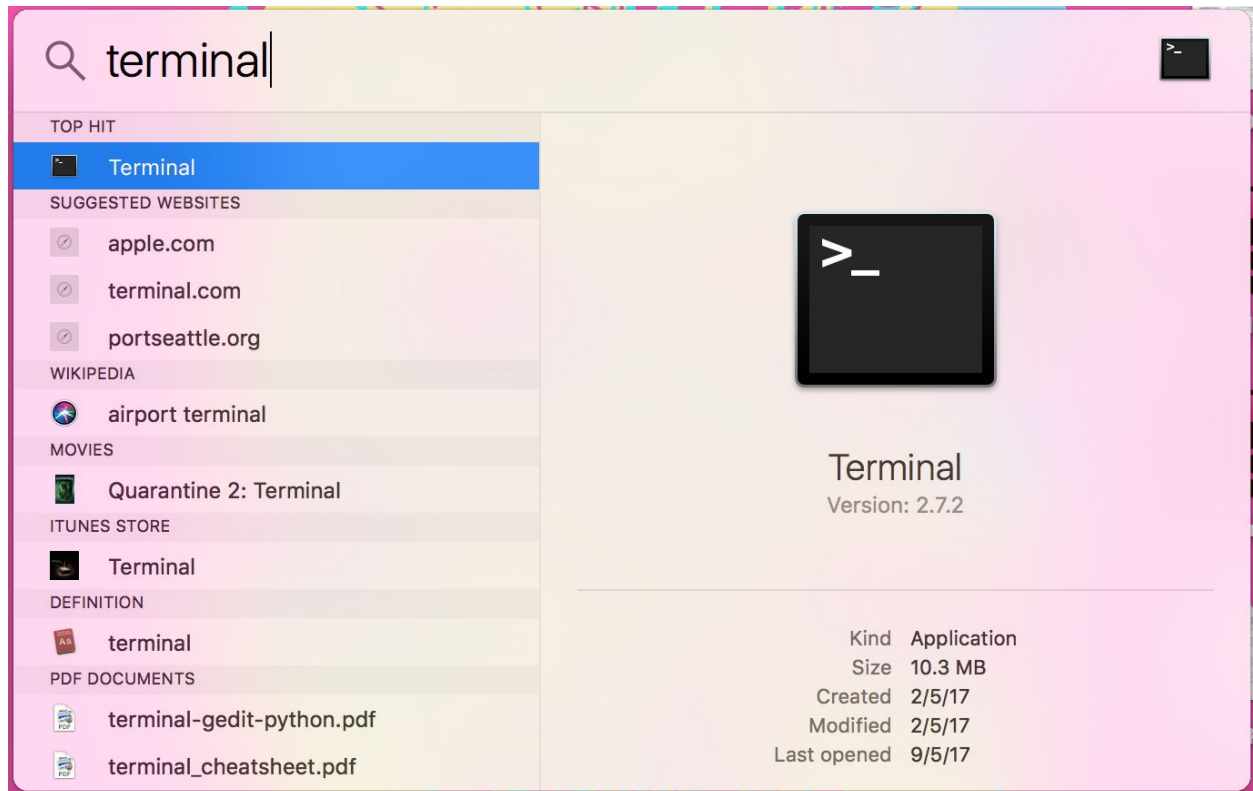 terminal
TOP HIT
Terminal
SUGGESTED WEBSITES
apple.com
terminal.com
portseattle.org
WIKIPEDIA
airport terminal
MOVIES
Quarantine 2: Terminal
ITUNES STORE
Terminal
DEFINITION
terminal
PDF DOCUMENTS
terminal-gedit-python.pdf
terminal_cheatsheet.pdf
>_
Terminal
Version: 2.7.2
Kind Application
Size 10.3 MB
Created 2/5/17
Modified 2/5/17
Last opened 9/5/17